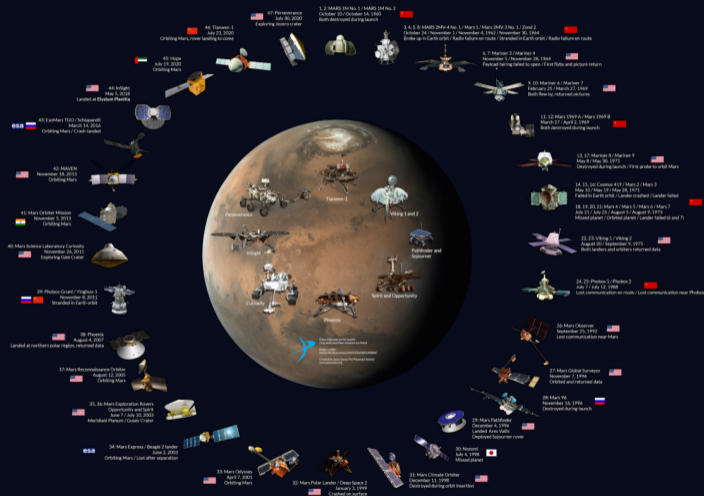 1, 2: MARS 1M No. 1 / MARS 1M No. 2
October 10 / October 14, 1960
Both destroyed during launch
3, 4, 5, 8: MARS 2MV-4 No. 1 / Mars 1 / Mars 2MV-3 No. 1 / Zond 2
October 24 / November 1 / November 4, 1962 / November 30, 1964
Broke up in Earth orbit / Radio failure en route / Stranded in Earth orbit / Radio failure en route
6, 7: Mariner 3 / Mariner 4
November 5 / November 28, 1964
Payload fairing failed to open / First flyby and picture return
9, 10: Mariner 6 / Mariner 7
February 25 / March 27, 1969
Both flew by, returned pictures
11, 12: Mars 1969 A / Mars 1969 B
March 27 / April 2, 1969
Both destroyed during launch
13, 17: Mariner 8 / Mariner 9
May 8 / May 30, 1971
Destroyed during launch / First probe to orbit Mars
14, 15, 16: Cosmos 419 / Mars 2 / Mars 3
May 10 / May 19 / May 28, 1971
Failed in Earth orbit / Lander crashed / Lander failed
18, 19, 20, 21: Mars 4 / Mars 5 / Mars 6 / Mars 7
July 21 / July 25 / August 5 / August 9, 1973
Missed planet / Orbited planet / Lander failed (6 and 7)
22, 23: Viking 1 / Viking 2
August 20 / September 9, 1975
Both landers and orbiters returned data
24, 25: Phobos 1 / Phobos 2
July 7 / July 12, 1988
Lost communication en route / Lost communication near Phobos
26: Mars Observer
September 25, 1992
Lost communication near Mars
27: Mars Global Surveyor
November 7, 1996
Orbited and returned data
28: Mars 96
November 16, 1996
Destroyed during launch
29: Mars Pathfinder
December 4, 1996
Landed Ares Vallis
Deployed Sojourner rover
30: Nozomi
July 4, 1998
Missed planet
31: Mars Climate Orbiter
December 11, 1998
Destroyed during orbit insertion
32: Mars Polar Lander / Deep Space 2
January 3, 1999
Crashed on surface
33: Mars Odyssey
April 7, 2001
Orbiting Mars
34: Mars Express / Beagle 2 lander
June 2, 2003
Orbiting Mars / Lost after separation
esa
35, 36: Mars Exploration Rovers
Opportunity and Spirit
June 7 / July 10, 2003
Meridiani Planum / Gusev Crater
37: Mars Reconnaissance Orbiter
August 12, 2005
Orbiting Mars
38: Phoenix
August 4, 2007
Landed at northern polar region, returned data
39: Phobos Grunt / Yinghuo-1
November 8, 2011
Stranded in Earth orbit
40: Mars Science Laboratory Curiosity
November 26, 2011
Exploring Gale Crater
41: Mars Orbiter Mission
November 5, 2013
Orbiting Mars
42: MAVEN
November 18, 2013
Orbiting Mars
43: ExoMars TGO / Schiaparelli
March 14, 2016
Orbiting Mars / Crash landed
esa
44: InSight
May 5, 2018
Landed at Elysium Planitia
45: Hope
July 19, 2020
Orbiting Mars
46: Tianwen-1
July 23, 2020
Orbiting Mars, rover landing to come
47: Perseverance
July 30, 2020
Exploring Jezero crater
Perseverance
Tianwen-1
Viking 1 and 2
InSight
Pathfinder and
Sojourner
Curiosity
Phoenix
Spirit and Opportunity